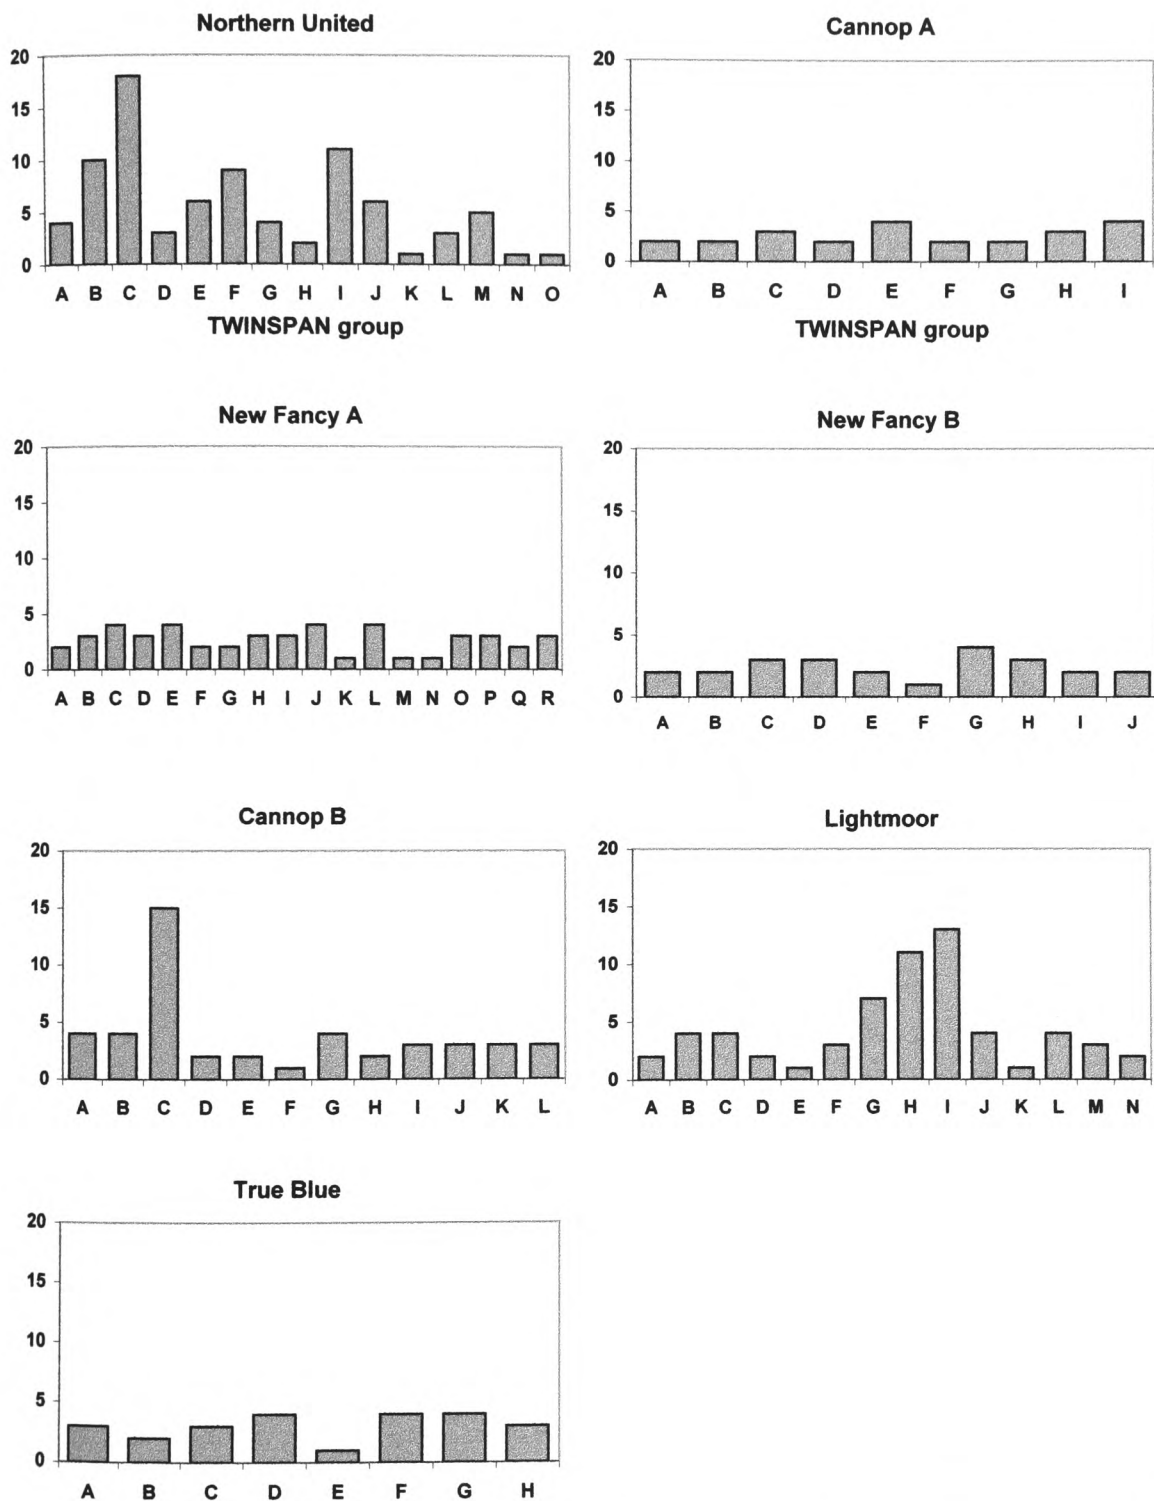 Northern United
20
15
10
5
0
A B C D E F G H I J K L M N O
TWINSPAN group
Cannop A
20
15
10
5
0
A B C D E F G H I
TWINSPAN group
New Fancy A
20
15
10
5
0
A B C D E F G H I J K L M N O P Q R
New Fancy B
20
15
10
5
0
A B C D E F G H I J
Cannop B
20
15
10
5
0
A B C D E F G H I J K L
Lightmoor
20
15
10
5
0
A B C D E F G H I J K L M N
True Blue
20
15
10
5
0
A B C D E F G H